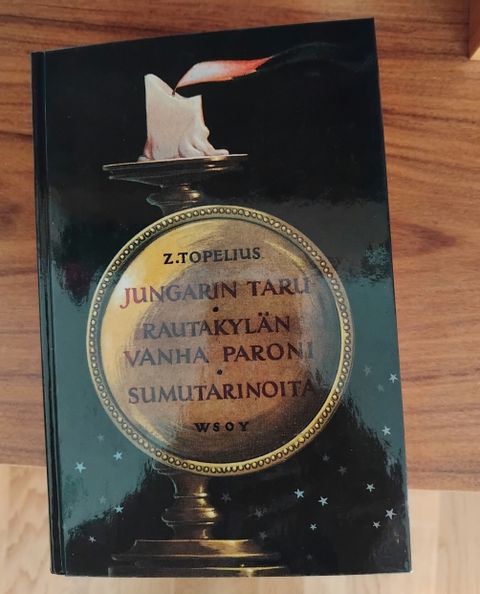 Z.TOPELIUS
JUNGARIN TARU
•
RAUTAKYLÄN
VANHA PARONI
•
SUMUTARINOITA
WSOY